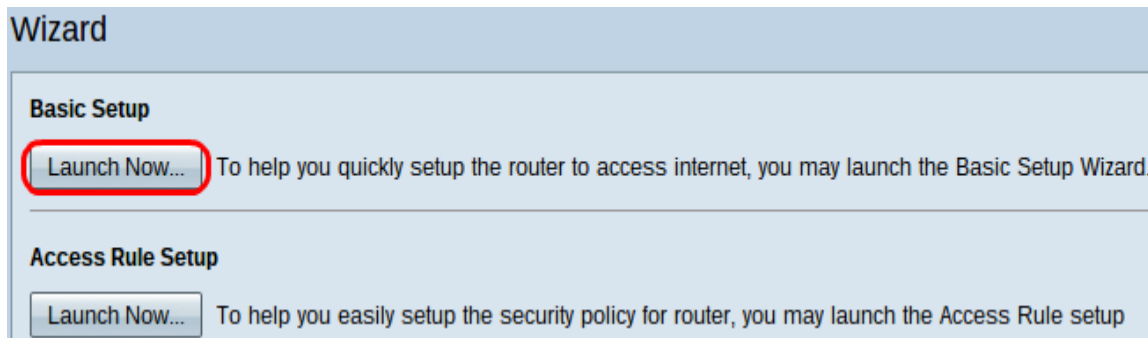 Wizard
Basic Setup
Launch Now... To help you quickly setup the router to access internet, you may launch the Basic Setup Wizard.
Access Rule Setup
Launch Now... To help you easily setup the security policy for router, you may launch the Access Rule setup